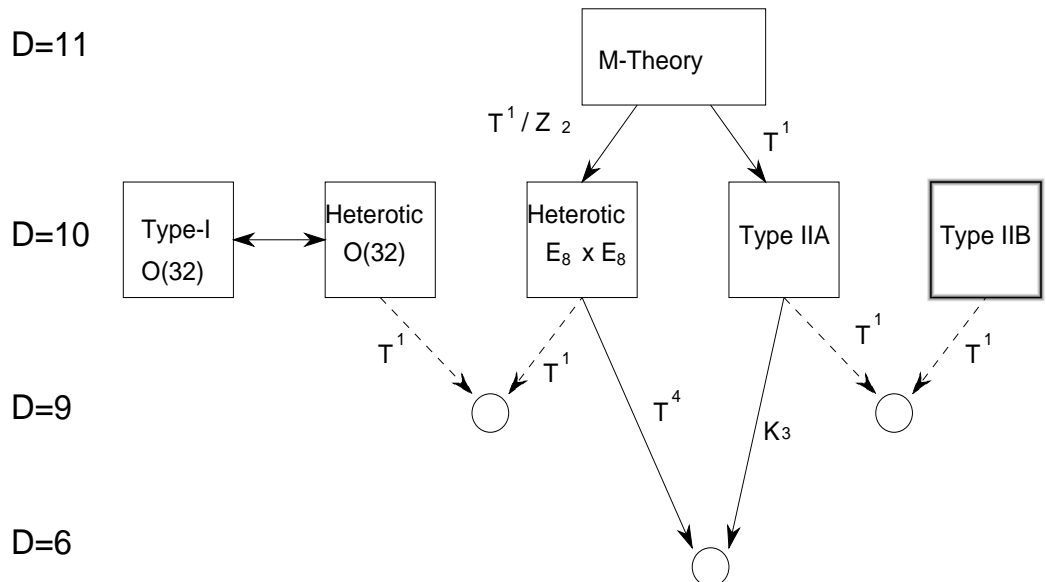 D=11
M-Theory
T¹ / Z₂
T¹
D=10
Type-I
O(32)
Heterotic
O(32)
Heterotic
E₈ x E₈
Type IIA
Type IIB
T¹
T¹
T¹
T¹
D=9
T⁴
K₃
D=6